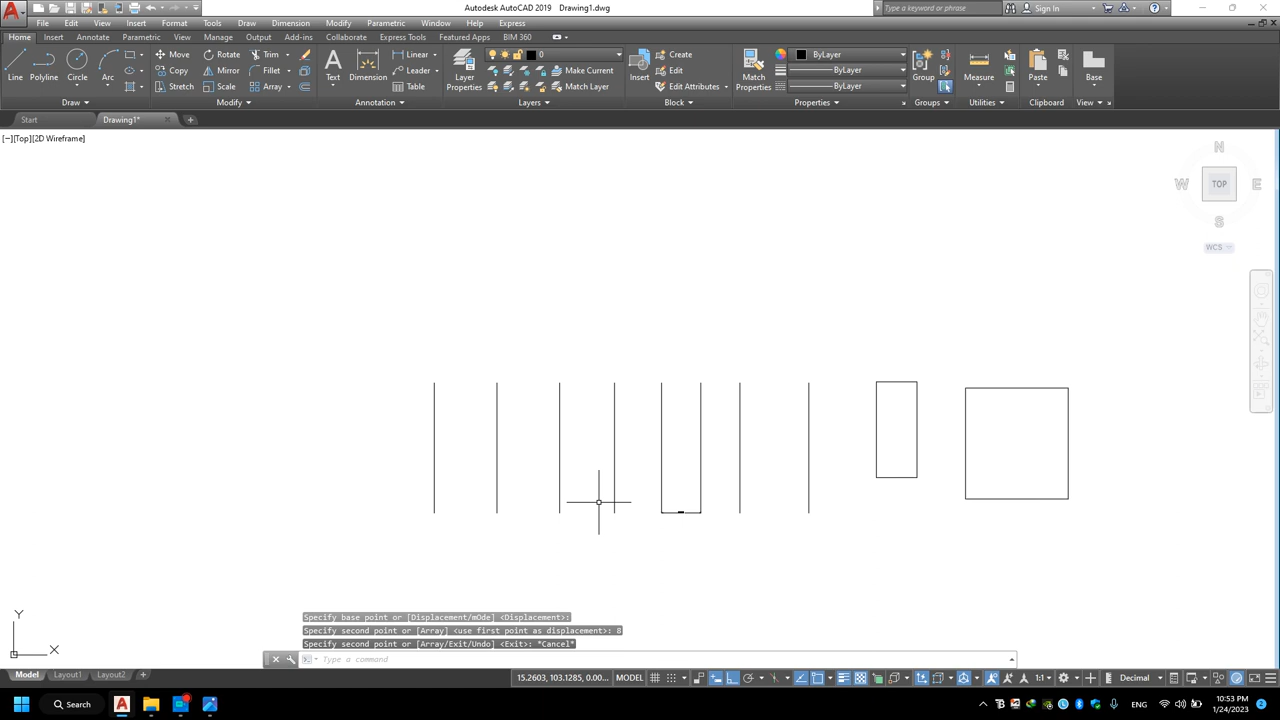 Autodesk AutoCAD 2019   Drawing1.dwg
Type a keyword or phrase
Sign In
File Edit View Insert Format Tools Draw Dimension Modify Parametric Window Help Express
Home Insert Annotate Parametric View Manage Output Add-ins Collaborate Express Tools Featured Apps BIM 360
Line
Polyline
Circle
Arc
Move
Copy
Stretch
Rotate
Mirror
Scale
Trim
Fillet
Array
Text
Dimension
Linear
Leader
Table
Layer
Properties
0
Make Current
Match Layer
Insert
Create
Edit
Edit Attributes
Match
Properties
ByLayer
ByLayer
ByLayer
Group
Measure
Paste
Base
Draw Modify Annotation Layers Block Properties Groups Utilities Clipboard View
Start
Drawing1*
[−][Top][2D Wireframe]
N
W
TOP
E
S
WCS
Y
X
Specify base point or [Displacement/mOde] <Displacement>:
Specify second point or [Array] <use first point as displacement>: 8
Specify second point or [Array/Exit/Undo] <Exit>: *Cancel*
Type a command
Model Layout1 Layout2
15.2603, 103.1285, 0.00... MODEL
1:1
Decimal
Search
ENG
10:53 PM
1/24/2023